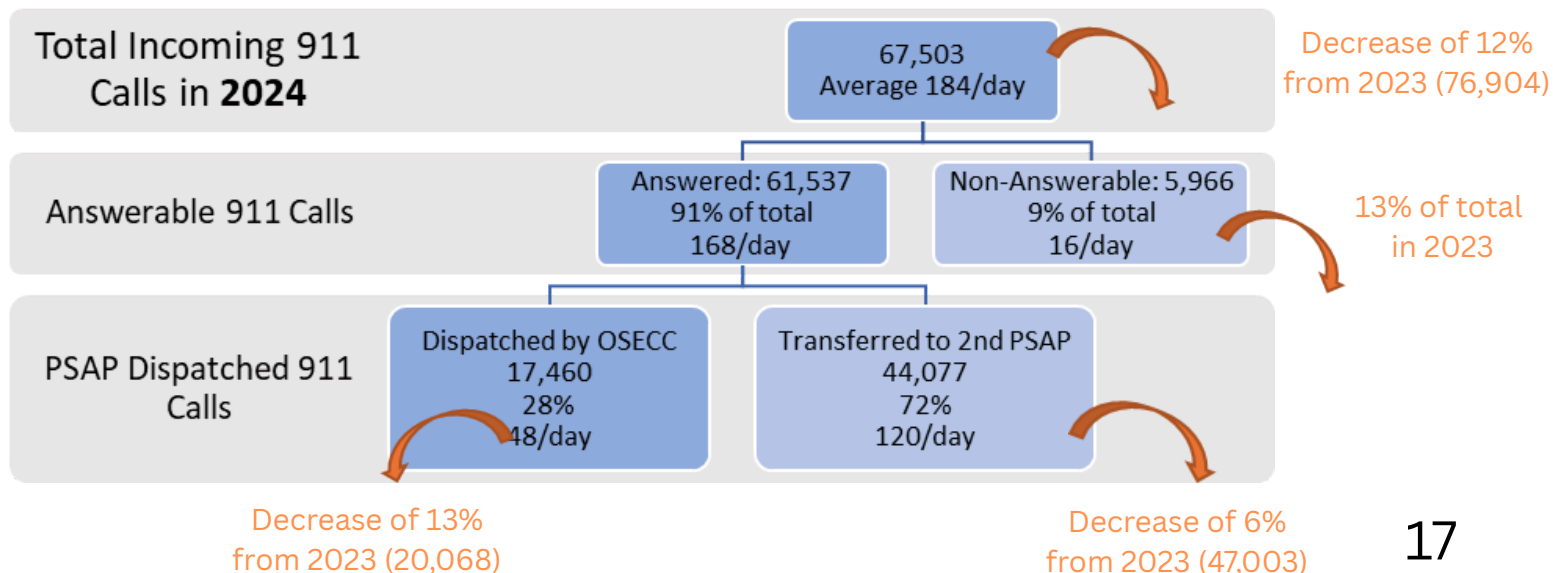 Total Incoming 911
Calls in 2024
67,503
Average 184/day
Decrease of 12%
from 2023 (76,904)
Answerable 911 Calls
Answered: 61,537
91% of total
168/day
Non-Answerable: 5,966
9% of total
16/day
13% of total
in 2023
PSAP Dispatched 911
Calls
Dispatched by OSECC
17,460
28%
48/day
Transferred to 2nd PSAP
44,077
72%
120/day
Decrease of 13%
from 2023 (20,068)
Decrease of 6%
from 2023 (47,003)
17